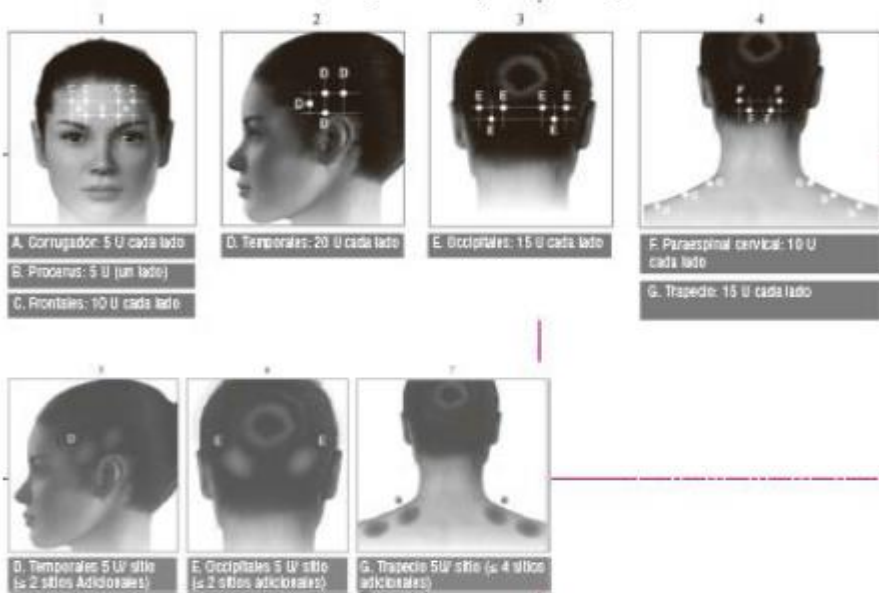 1
2
3
4
A. Corrugador: 5 U cada lado
B. Procerus: 5 U (un lado)
C. Frontales: 10 U cada lado
D D
D
D
D. Temporales: 20 U cada lado
E E E E
E E
E. Occipitales: 15 U cada lado
F F
F F
F. Paraespinal cervical: 10 U
cada lado
G. Trapecio: 15 U cada lado
5
6
7
D
D. Temporales 5 U/ sitio
(≤ 2 sitios Adicionales)
E E
E. Occipitales 5 U/ sitio
(≤ 2 sitios adicionales)
G. Trapecio 5U/ sitio (≤ 4 sitios
adicionales)